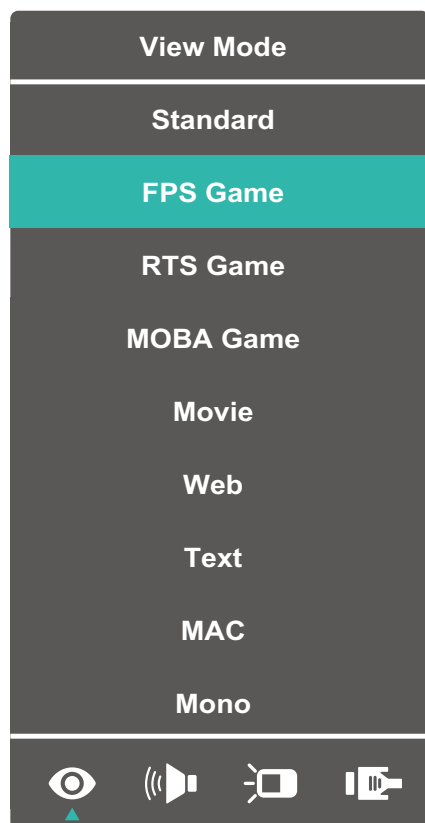 View Mode
Standard
FPS Game
RTS Game
MOBA Game
Movie
Web
Text
MAC
Mono